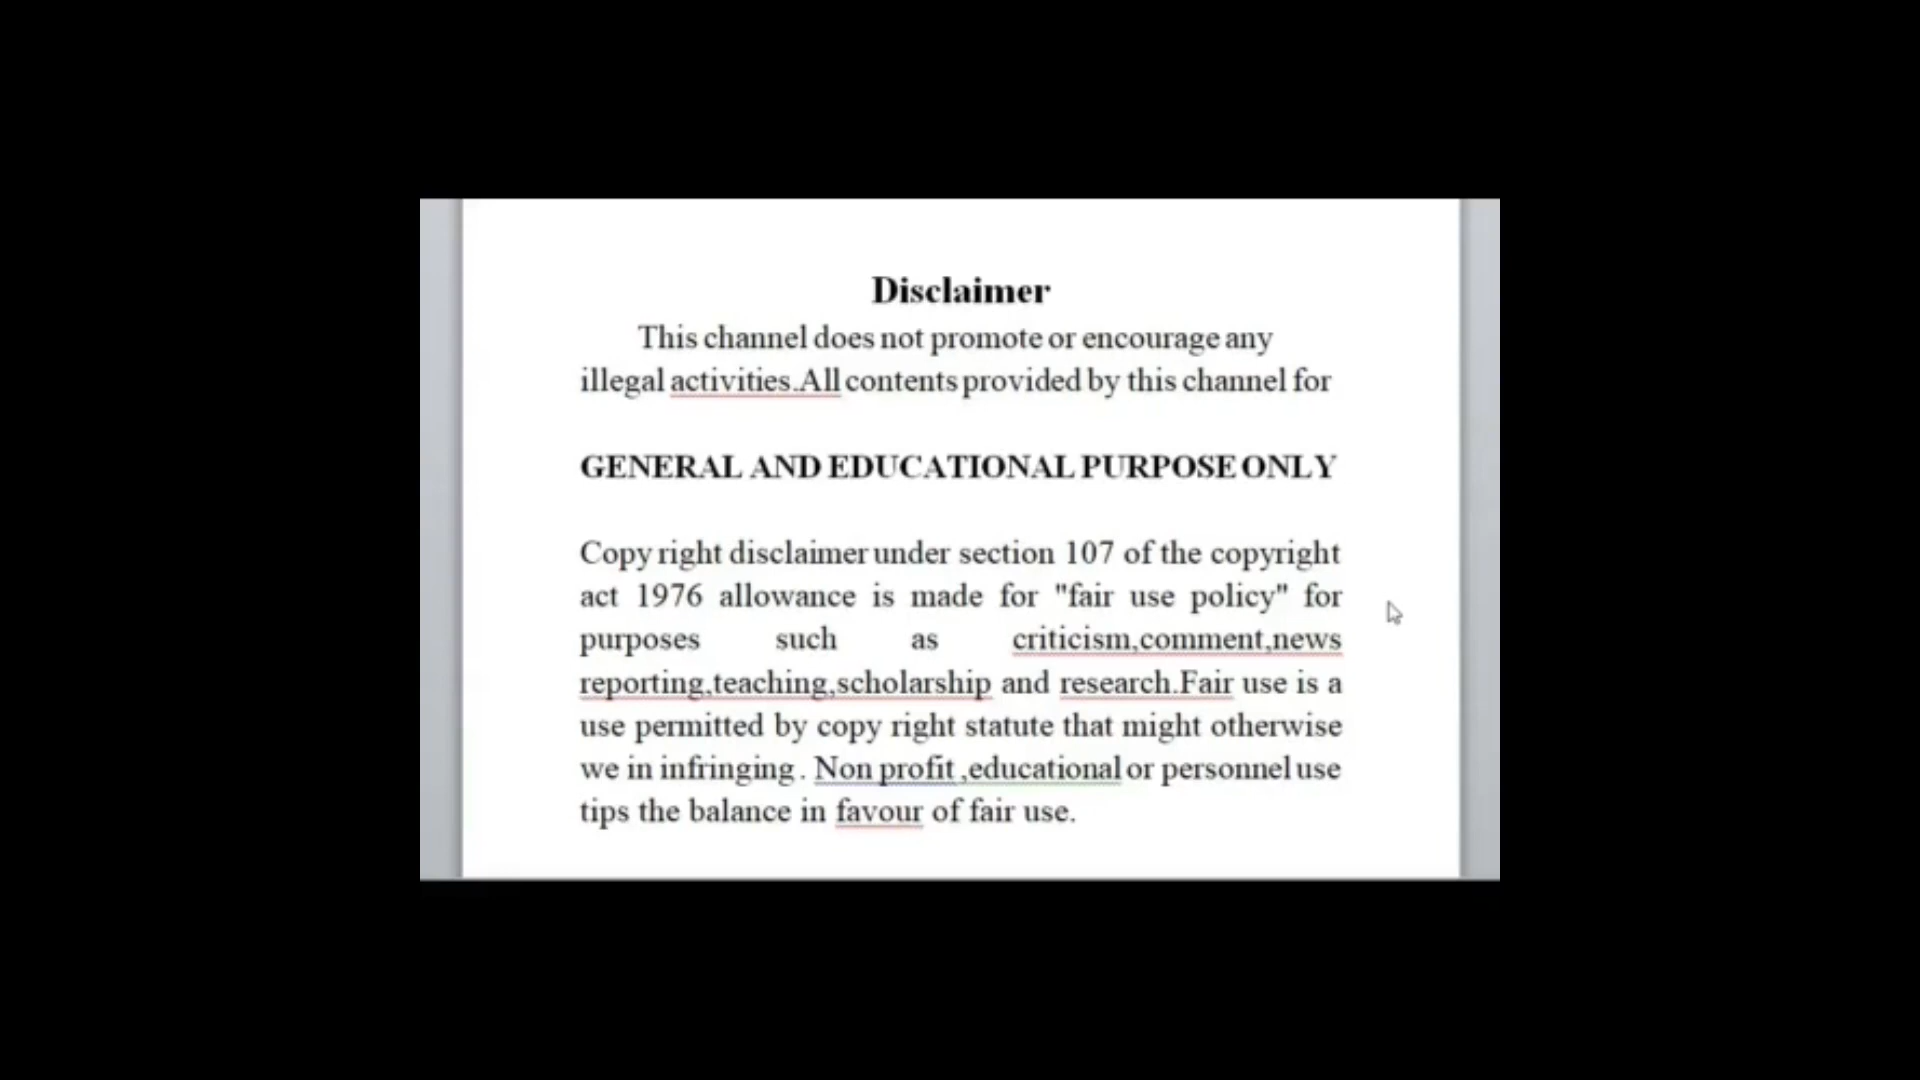 Disclaimer
This channel does not promote or encourage any
illegal activities.All contents provided by this channel for
GENERAL AND EDUCATIONAL PURPOSE ONLY
Copy right disclaimer under section 107 of the copyright
act 1976 allowance is made for "fair use policy" for
purposes such as criticism,comment,news
reporting,teaching,scholarship and research.Fair use is a
use permitted by copy right statute that might otherwise
we in infringing . Non profit ,educational or personnel use
tips the balance in favour of fair use.